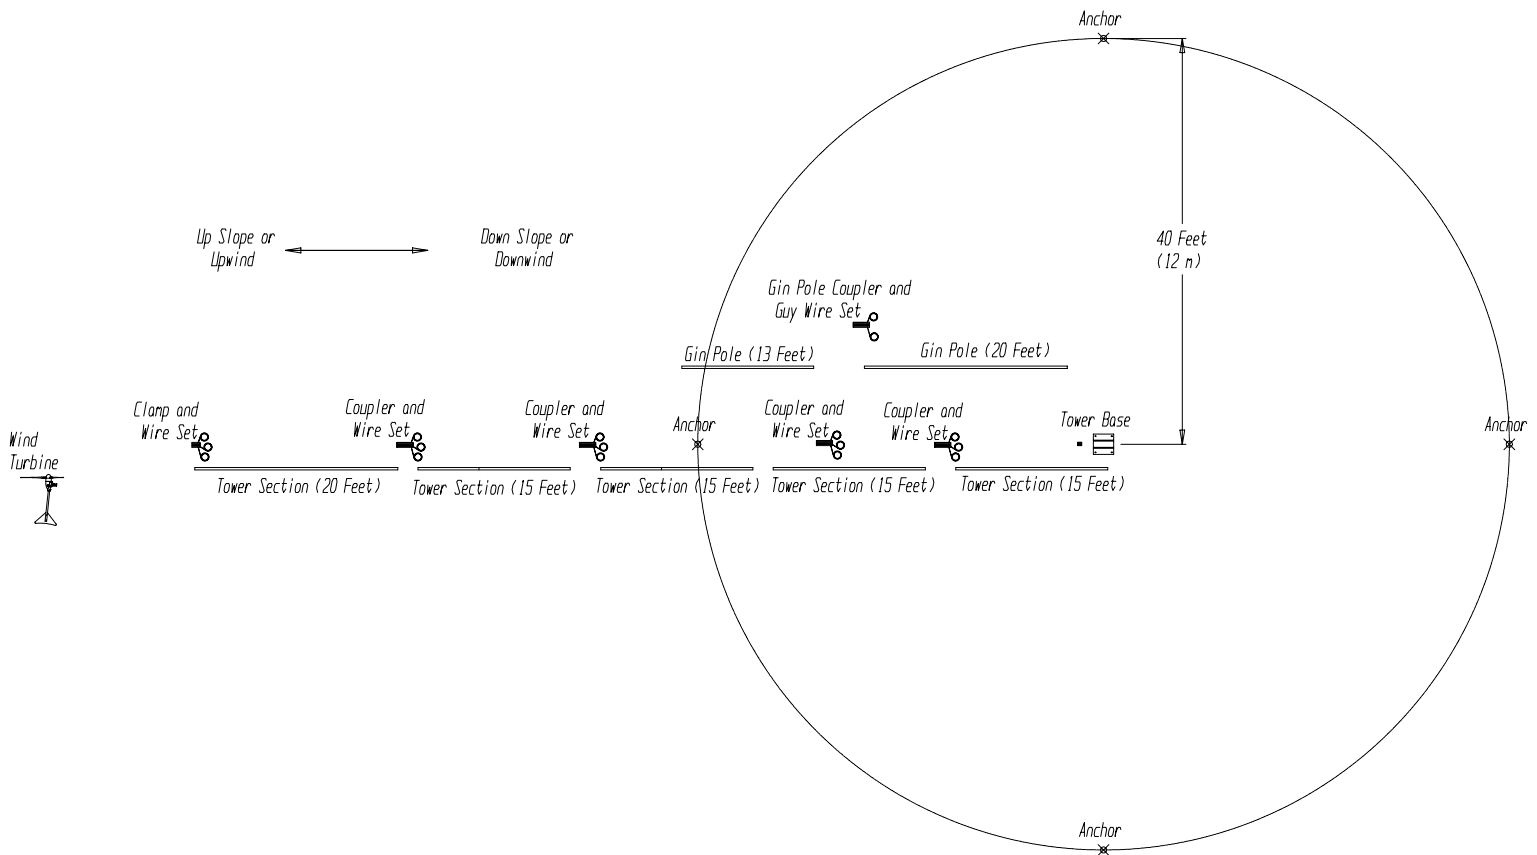 Anchor
40 Feet
(12 m)
Up Slope or
Upwind
Down Slope or
Downwind
Gin Pole Coupler and
Guy Wire Set
Gin Pole (13 Feet)
Gin Pole (20 Feet)
Wind
Turbine
Clamp and
Wire Set
Coupler and
Wire Set
Coupler and
Wire Set
Anchor
Coupler and
Wire Set
Coupler and
Wire Set
Tower Base
Anchor
Tower Section (20 Feet)
Tower Section (15 Feet)
Tower Section (15 Feet)
Tower Section (15 Feet)
Tower Section (15 Feet)
Anchor